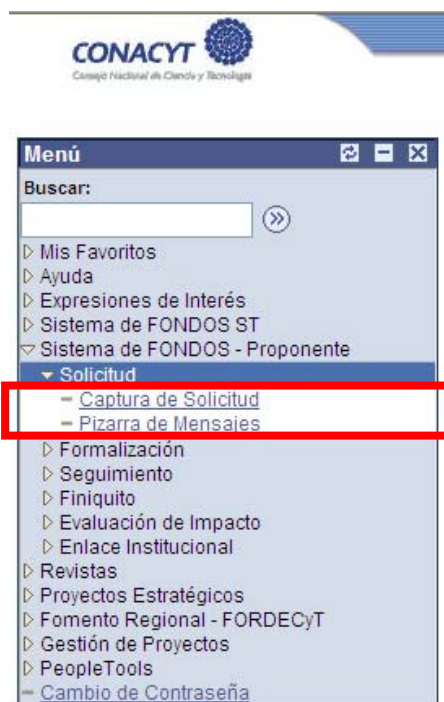 CONACYT
Consejo Nacional de Ciencia y Tecnología
Menú
Buscar:
Mis Favoritos
Ayuda
Expresiones de Interés
Sistema de FONDOS ST
Sistema de FONDOS - Proponente
Solicitud
Captura de Solicitud
Pizarra de Mensajes
Formalización
Seguimiento
Finiquito
Evaluación de Impacto
Enlace Institucional
Revistas
Proyectos Estratégicos
Fomento Regional - FORDECyT
Gestión de Proyectos
PeopleTools
Cambio de Contraseña